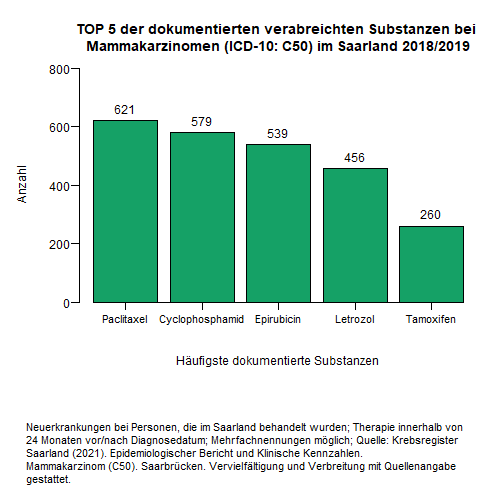 TOP 5 der dokumentierten verabreichten Substanzen bei
Mammakarzinomen (ICD-10: C50) im Saarland 2018/2019
Anzahl
800
600
400
200
0
621
579
539
456
260
Paclitaxel
Cyclophosphamid
Epirubicin
Letrozol
Tamoxifen
Häufigste dokumentierte Substanzen
Neuerkrankungen bei Personen, die im Saarland behandelt wurden; Therapie innerhalb von
24 Monaten vor/nach Diagnosedatum; Mehrfachnennungen möglich; Quelle: Krebsregister
Saarland (2021). Epidemiologischer Bericht und Klinische Kennzahlen.
Mammakarzinom (C50). Saarbrücken. Vervielfältigung und Verbreitung mit Quellenangabe
gestattet.